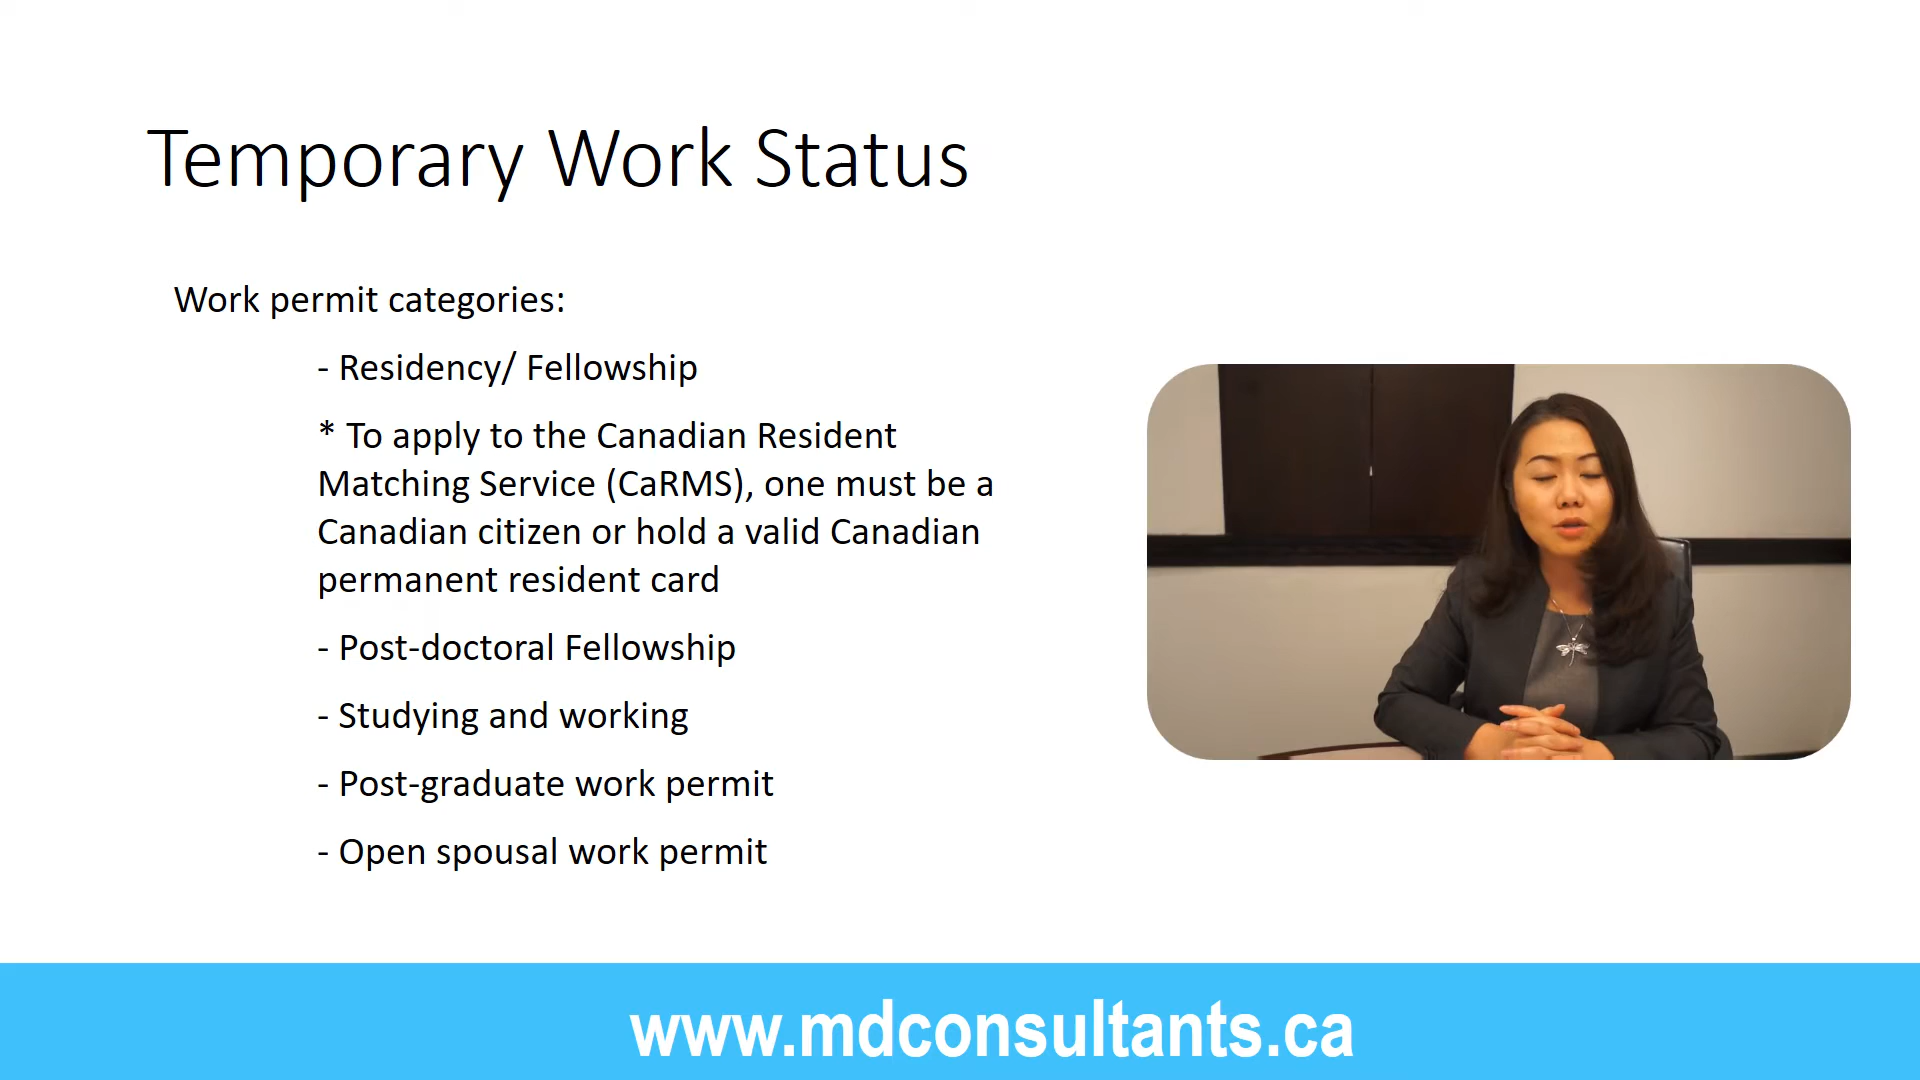 Temporary Work Status
Work permit categories:
- Residency/ Fellowship
* To apply to the Canadian Resident
Matching Service (CaRMS), one must be a
Canadian citizen or hold a valid Canadian
permanent resident card
- Post-doctoral Fellowship
- Studying and working
- Post-graduate work permit
- Open spousal work permit
www.mdconsultants.ca